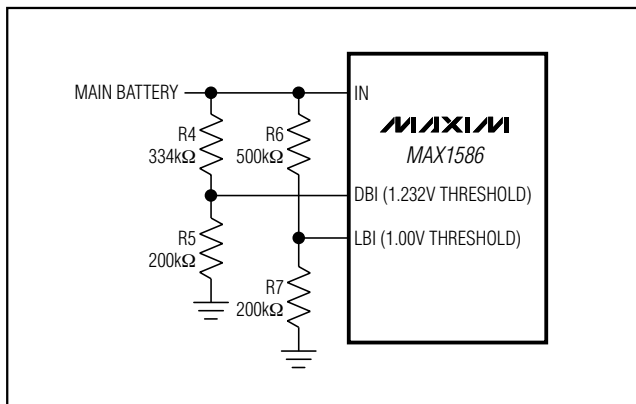 MAIN BATTERY
IN
R4
334kΩ
R6
500kΩ
MAXIM
MAX1586
DBI (1.232V THRESHOLD)
R5
200kΩ
LBI (1.00V THRESHOLD)
R7
200kΩ